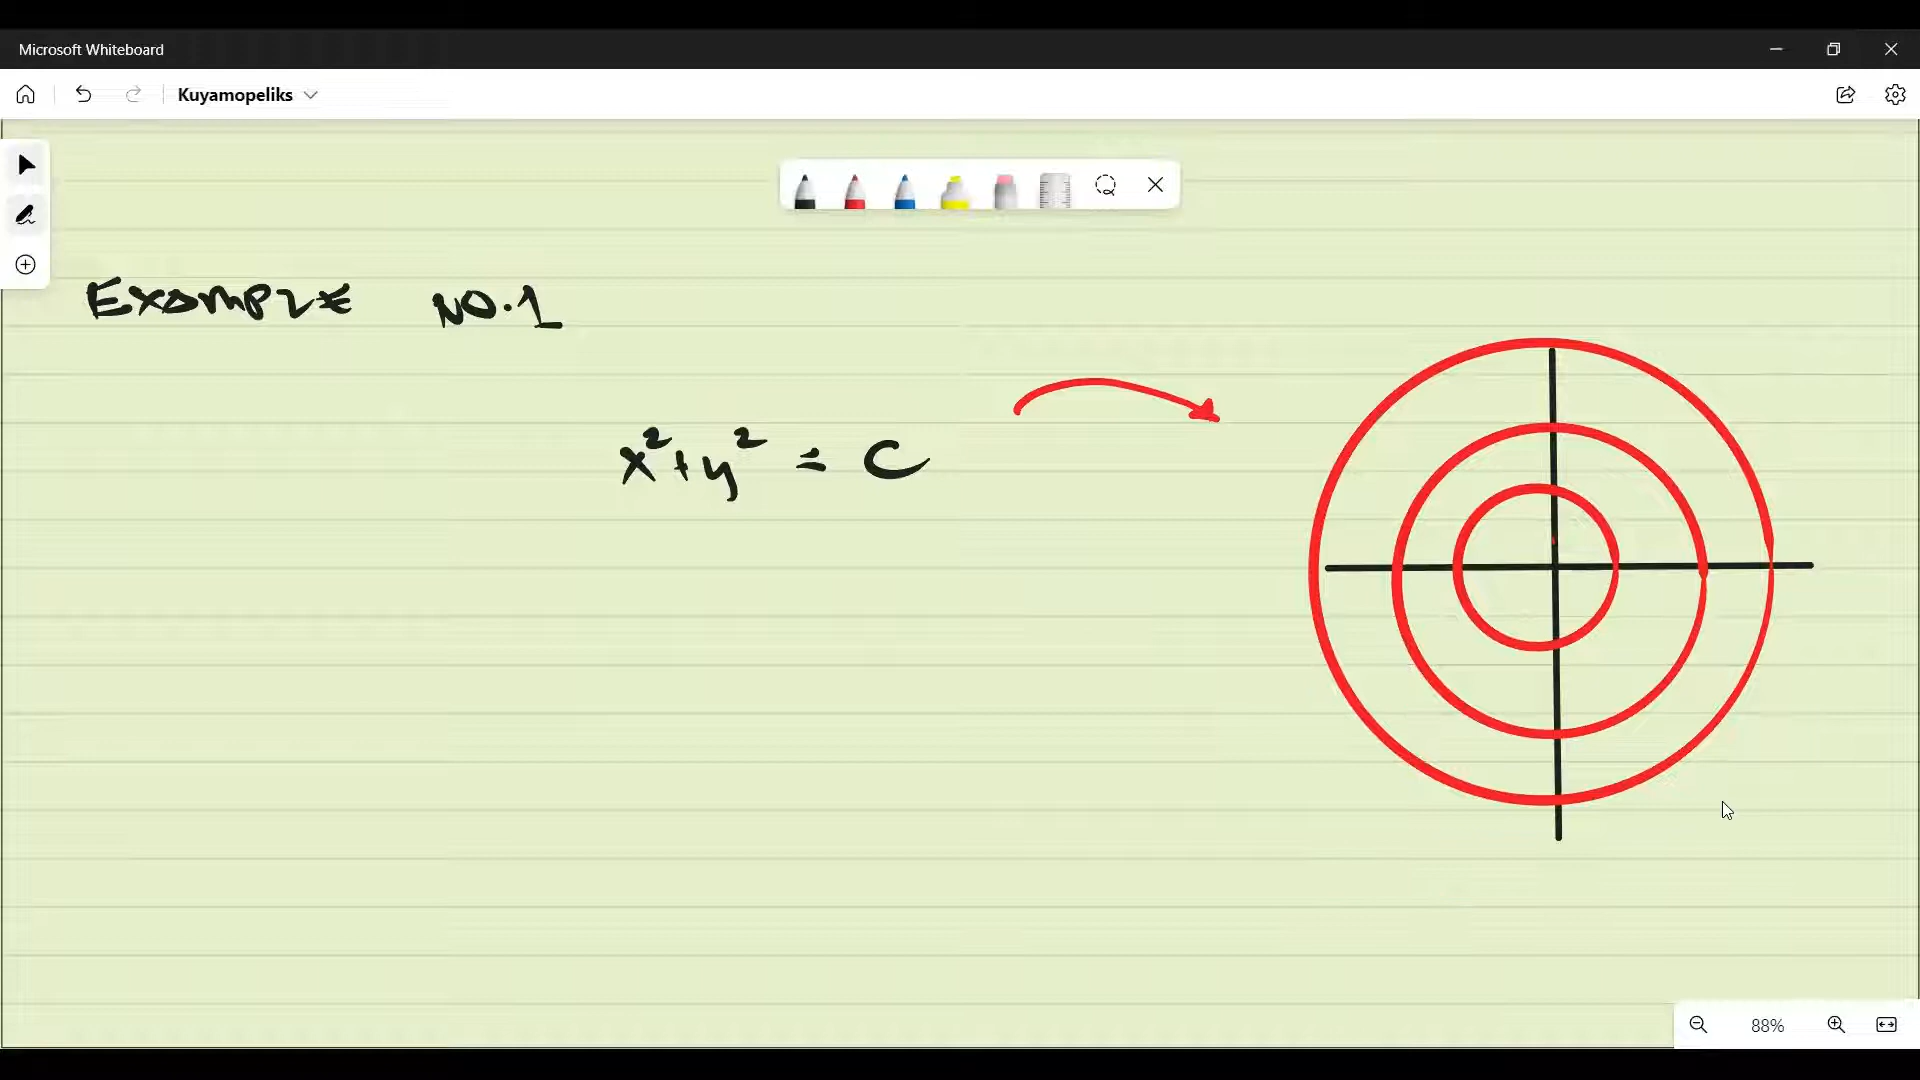 Microsoft Whiteboard
Kuyamopeliks
EXAMPLE NO.1
x²+y² = C
88%